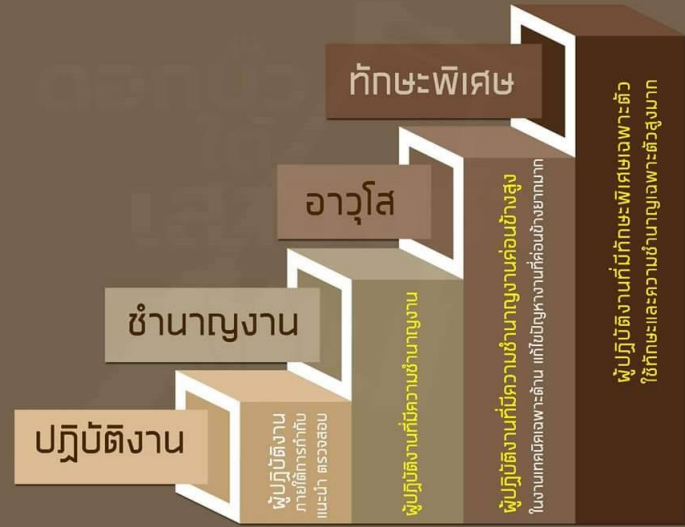 ทักษะพิเศษ
อาวุโส
ชำนาญงาน
ปฏิบัติงาน
ผู้ปฏิบัติงาน
ภายใต้การกำกับ
แนะนำ ตรวจสอบ
ผู้ปฏิบัติงานที่มีความชำนาญงาน
ผู้ปฏิบัติงานที่มีความชำนาญงานค่อนข้างสูง
ในงานเทคนิคเฉพาะด้าน แก้ไขปัญหางานที่ค่อนข้างยากมาก
ผู้ปฏิบัติงานที่มีทักษะพิเศษเฉพาะตัว
ใช้ทักษะและความชำนาญเฉพาะตัวสูงมาก